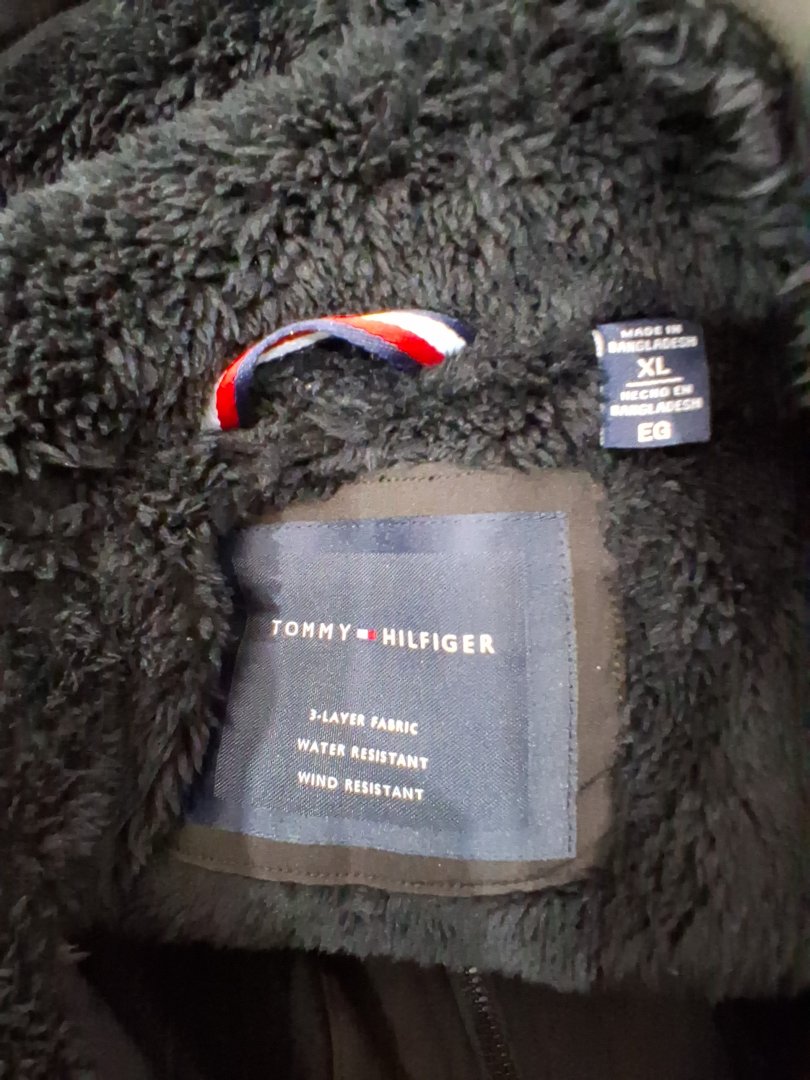 MADE IN
BANGLADESH
XL
HECHO EN
BANGLADESH
EG
TOMMY HILFIGER
3-LAYER FABRIC
WATER RESISTANT
WIND RESISTANT